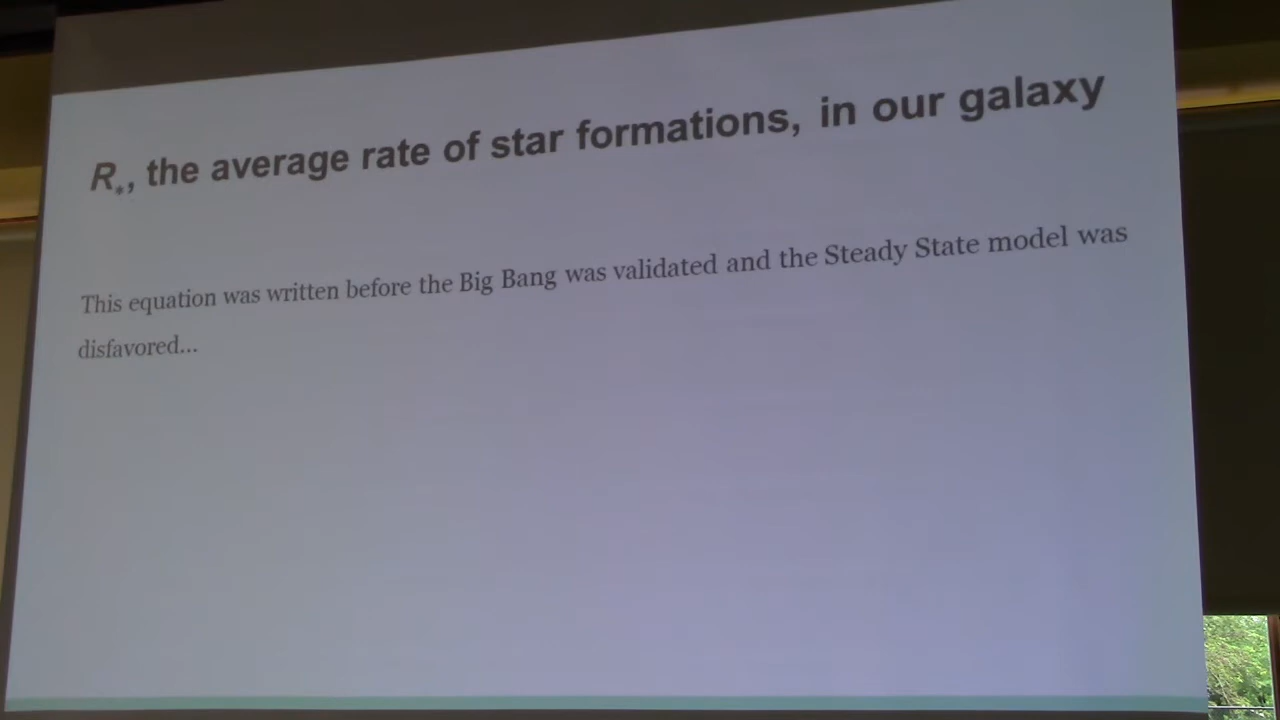 R*, the average rate of star formations, in our galaxy
This equation was written before the Big Bang was validated and the Steady State model was
disfavored...